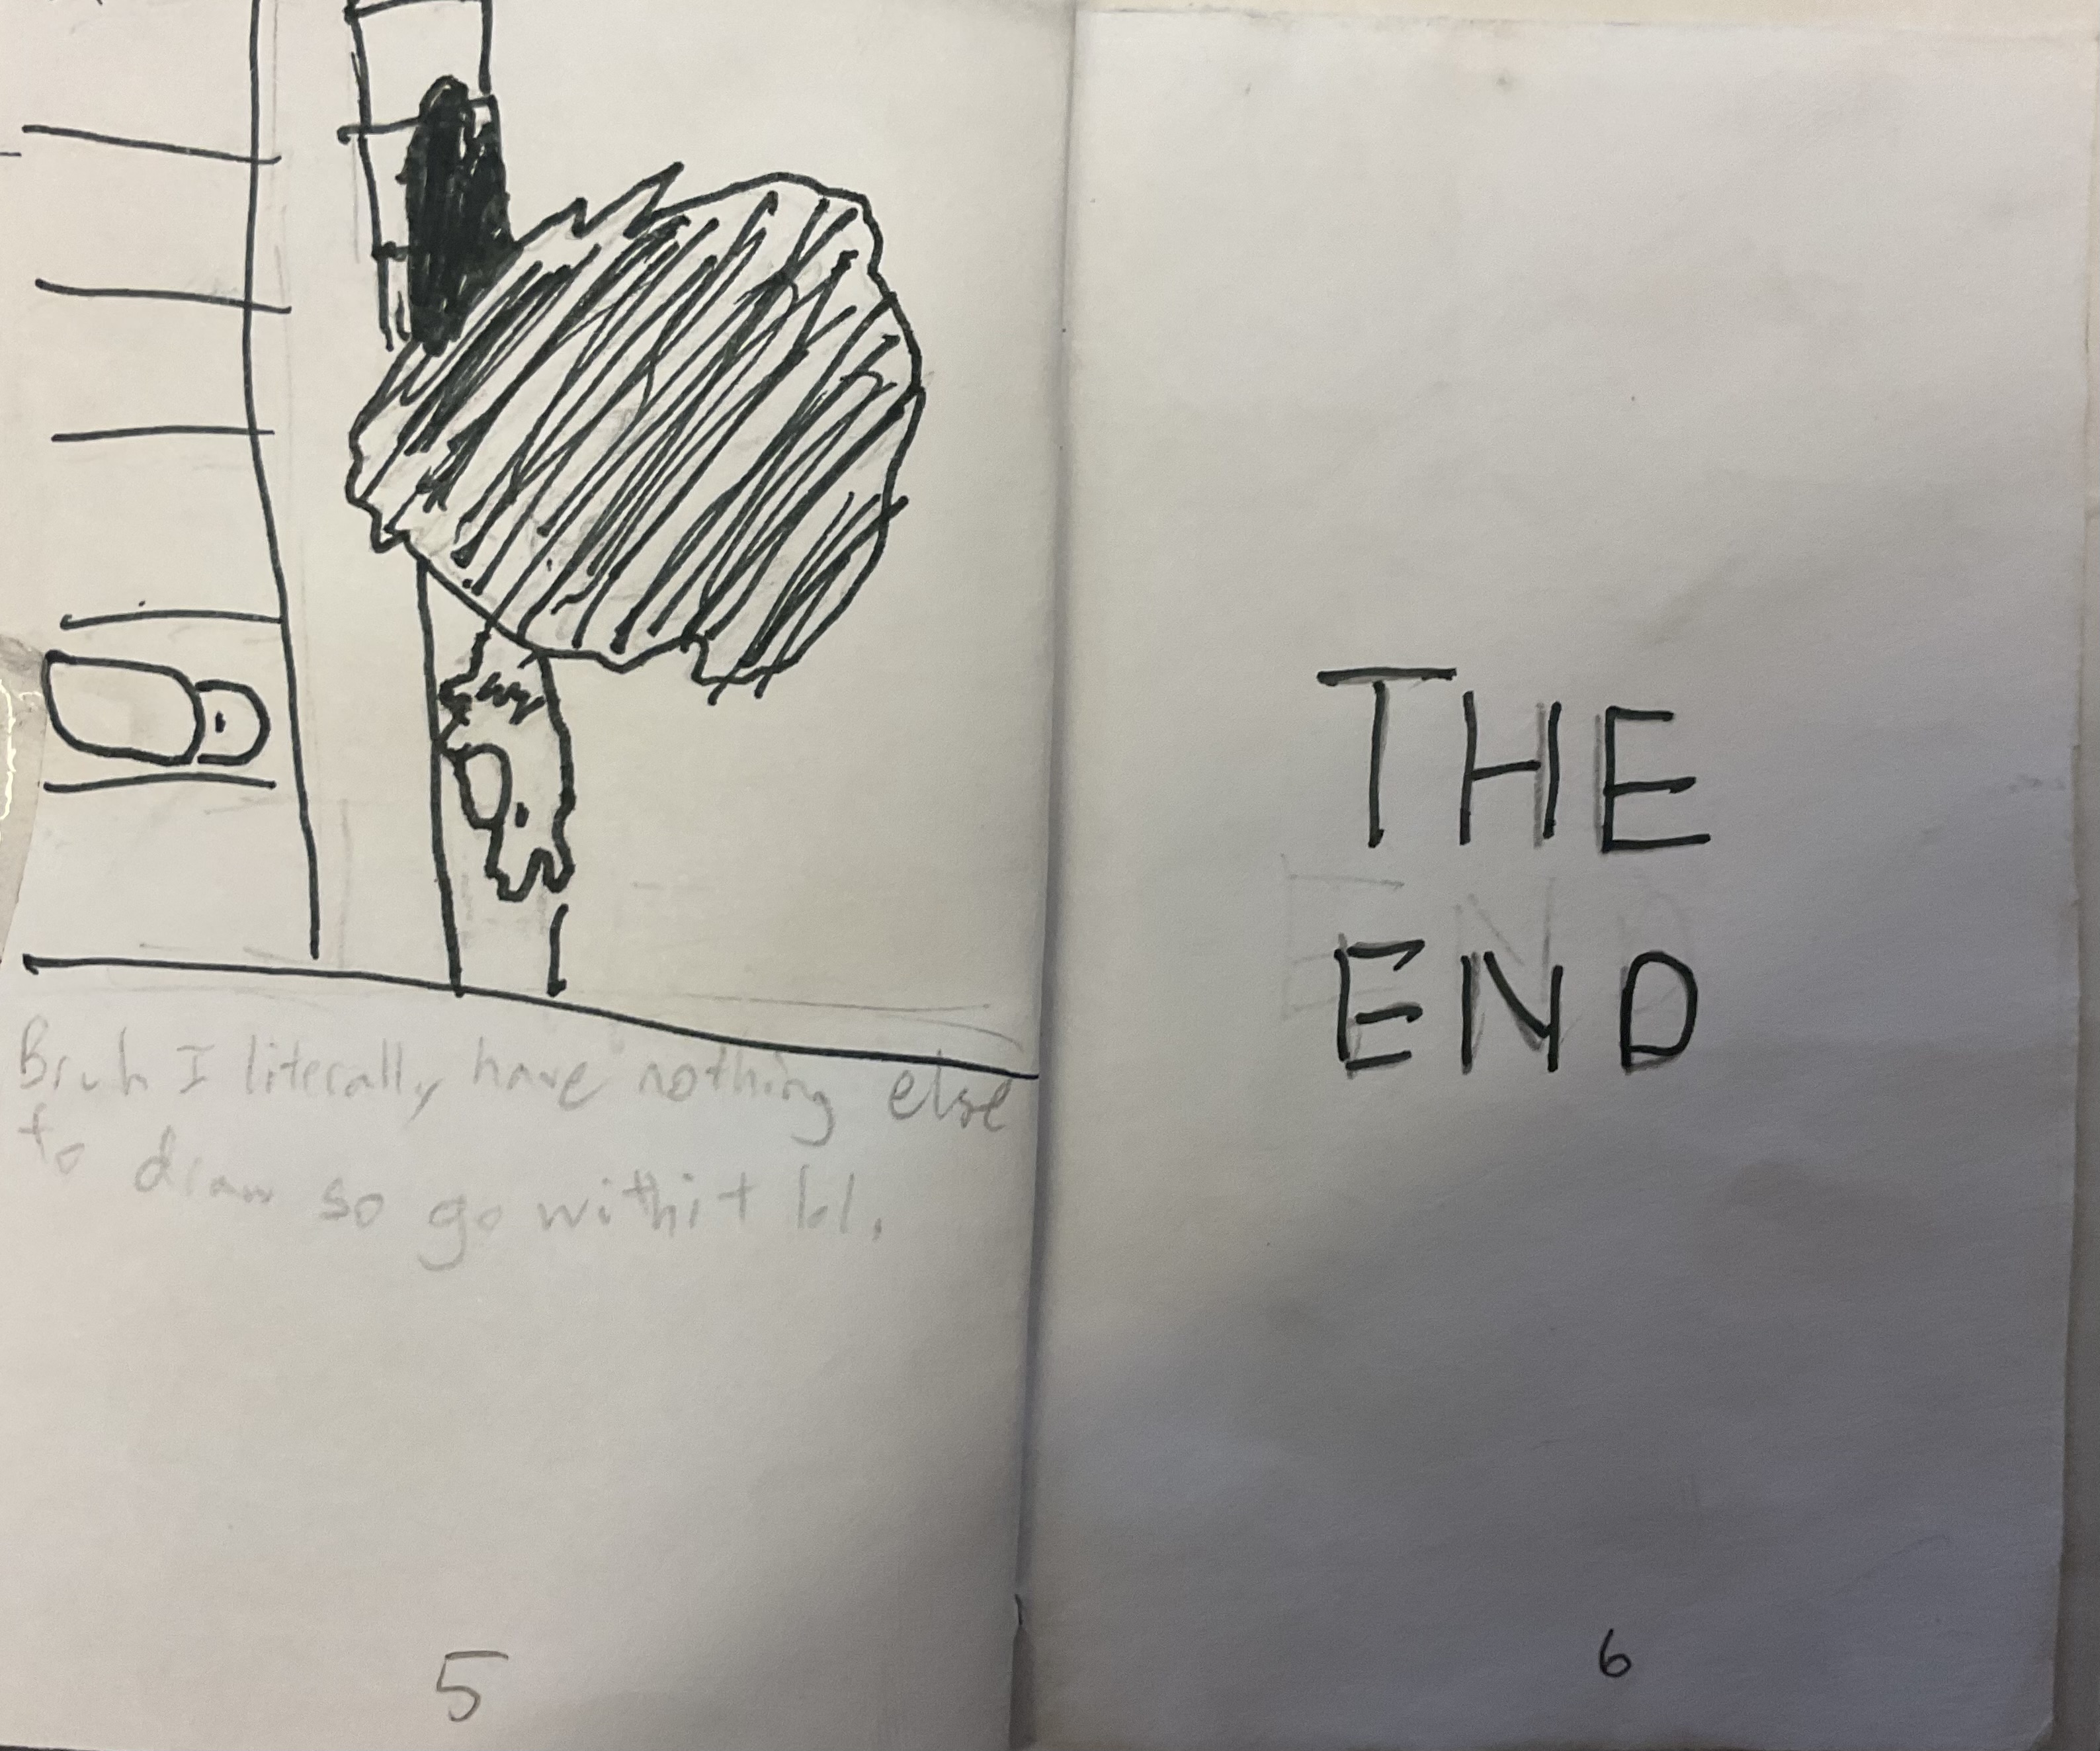 Bruh I literally have nothing else
to draw so go with it lol.
5
THE
END
6